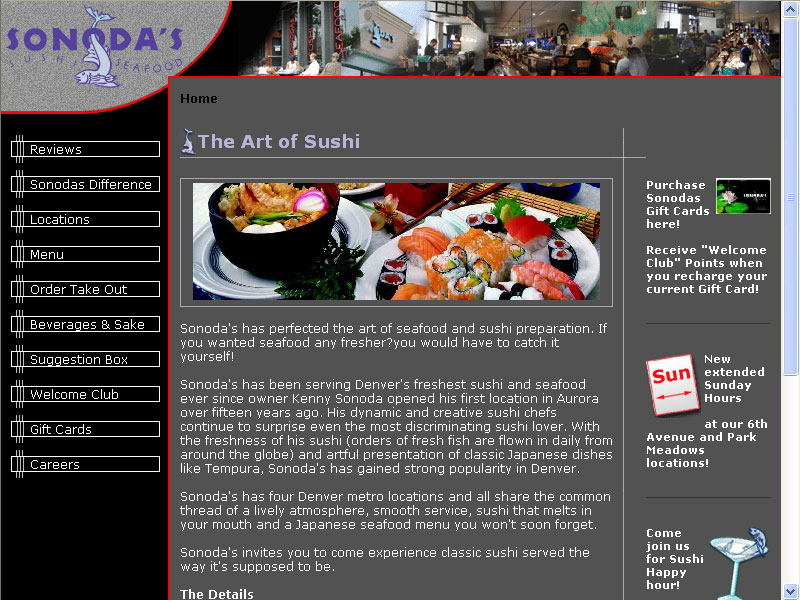 SONODA'S
SUSHI SEAFOOD
Home
Reviews
Sonodas Difference
Locations
Menu
Order Take Out
Beverages & Sake
Suggestion Box
Welcome Club
Gift Cards
Careers
The Art of Sushi
Sonoda's has perfected the art of seafood and sushi preparation. If
you wanted seafood any fresher?you would have to catch it
yourself!
Sonoda's has been serving Denver's freshest sushi and seafood
ever since owner Kenny Sonoda opened his first location in Aurora
over fifteen years ago. His dynamic and creative sushi chefs
continue to surprise even the most discriminating sushi lover. With
the freshness of his sushi (orders of fresh fish are flown in daily from
around the globe) and artful presentation of classic Japanese dishes
like Tempura, Sonoda's has gained strong popularity in Denver.
Sonoda's has four Denver metro locations and all share the common
thread of a lively atmosphere, smooth service, sushi that melts in
your mouth and a Japanese seafood menu you won't soon forget.
Sonoda's invites you to come experience classic sushi served the
way it's supposed to be.
The Details
Purchase
Sonodas
Gift Cards
here!
Receive "Welcome
Club" Points when
you recharge your
current Gift Card!
Sun
New
extended
Sunday
Hours
at our 6th
Avenue and Park
Meadows
locations!
Come
join us
for Sushi
Happy
hour!